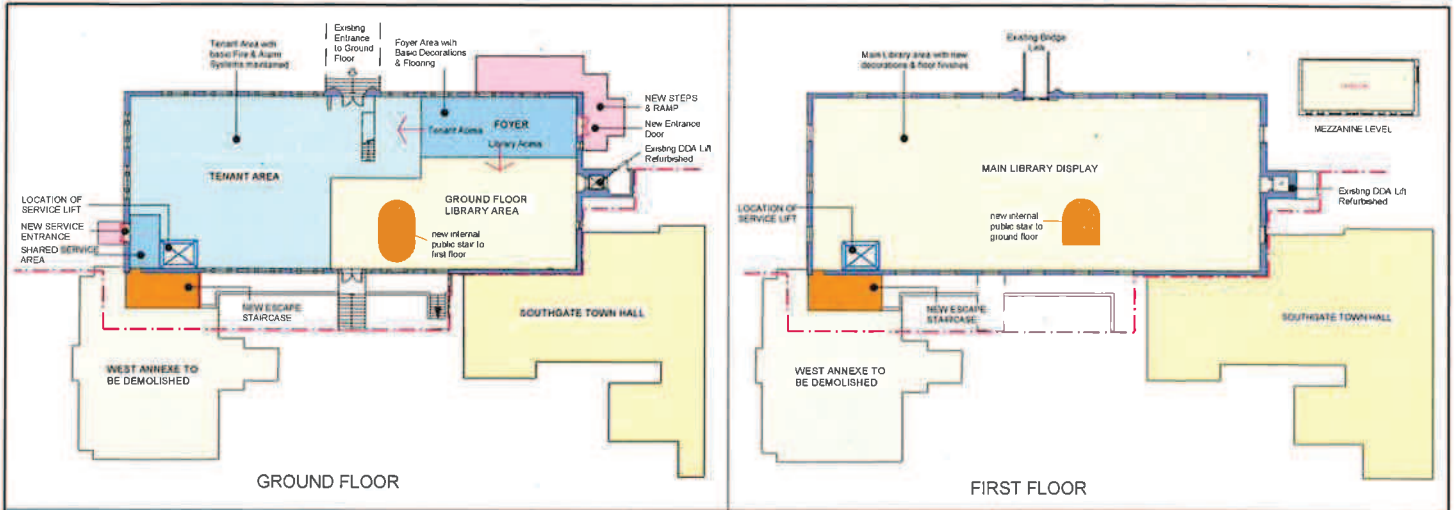 Existing
Entrance
to Ground
Floor
Tenant Area with
basic Fire & Alarm
Systems maintained
Foyer Area with
Basic Decorations
& Flooring
NEW STEPS
& RAMP
New Entrance
Door
Existing DDA Lift
Refurbished
FOYER
Tenant Access
Library Access
TENANT AREA
GROUND FLOOR
LIBRARY AREA
LOCATION OF
SERVICE LIFT
NEW SERVICE
ENTRANCE
SHARED SERVICE
AREA
new internal
public stair to
first floor
NEW ESCAPE
STAIRCASE
SOUTHGATE TOWN HALL
WEST ANNEXE TO
BE DEMOLISHED
GROUND FLOOR
Existing Bridge
Link
Main Library area with new
decorations & floor finishes
MEZZANINE LEVEL
MAIN LIBRARY DISPLAY
Existing DDA Lift
Refurbished
LOCATION OF
SERVICE LIFT
new internal
public stair to
ground floor
NEW ESCAPE
STAIRCASE
SOUTHGATE TOWN HALL
WEST ANNEXE TO
BE DEMOLISHED
FIRST FLOOR